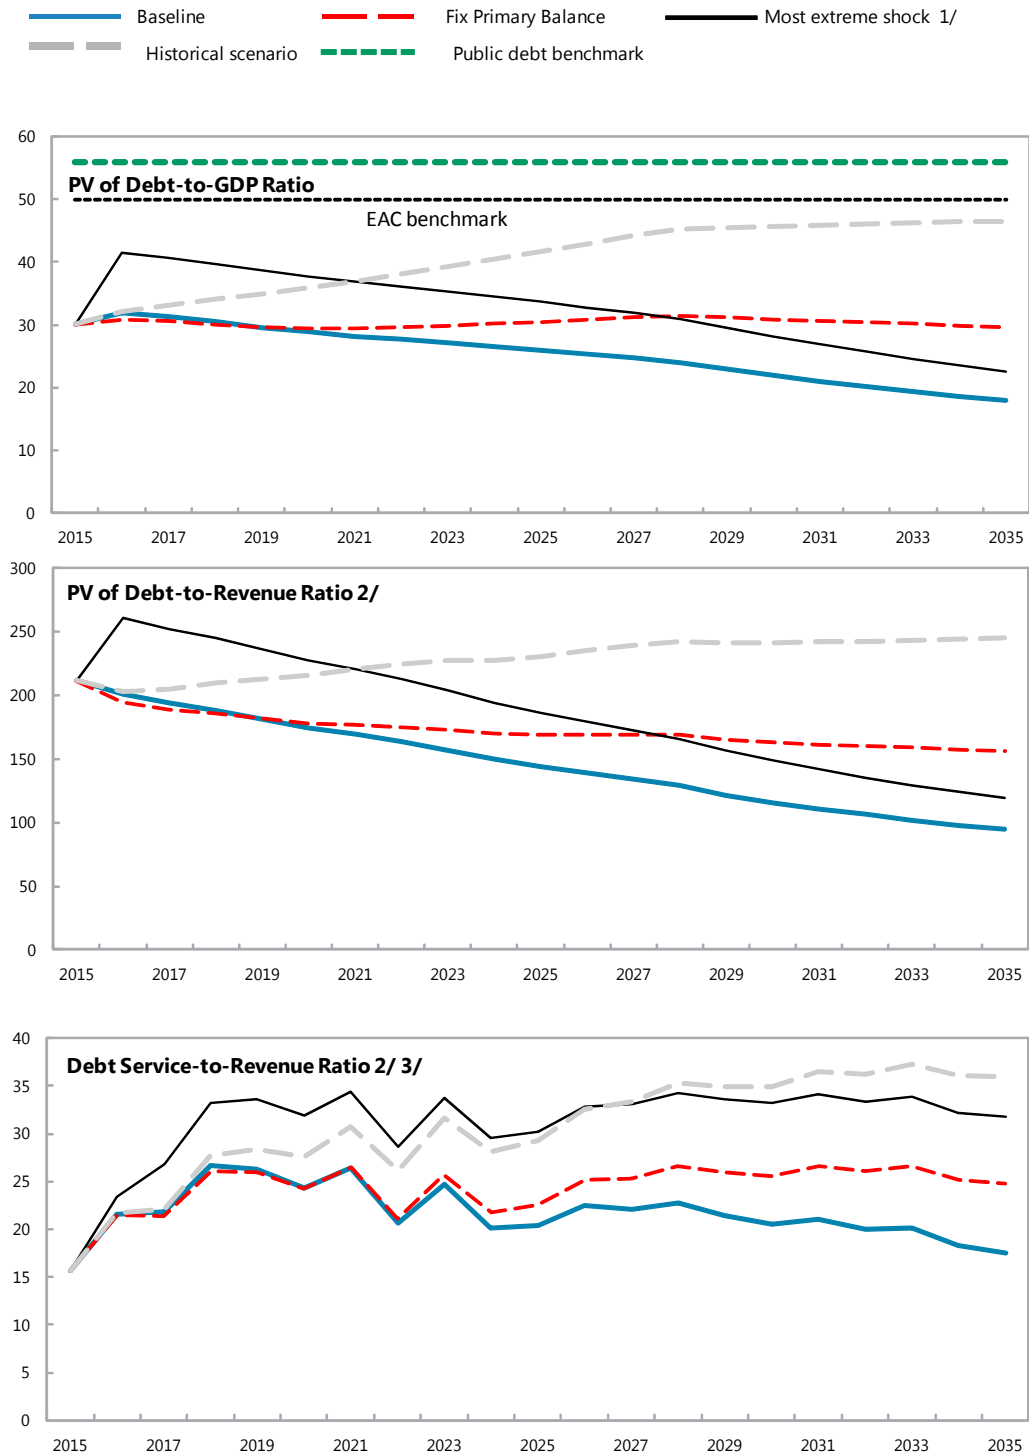 Baseline Fix Primary Balance Most extreme shock 1/
Historical scenario Public debt benchmark
60
PV of Debt-to-GDP Ratio
50
EAC benchmark
40
30
20
10
0
2015 2017 2019 2021 2023 2025 2027 2029 2031 2033 2035
300
PV of Debt-to-Revenue Ratio 2/
250
200
150
100
50
0
2015 2017 2019 2021 2023 2025 2027 2029 2031 2033 2035
40
Debt Service-to-Revenue Ratio 2/ 3/
35
30
25
20
15
10
5
0
2015 2017 2019 2021 2023 2025 2027 2029 2031 2033 2035